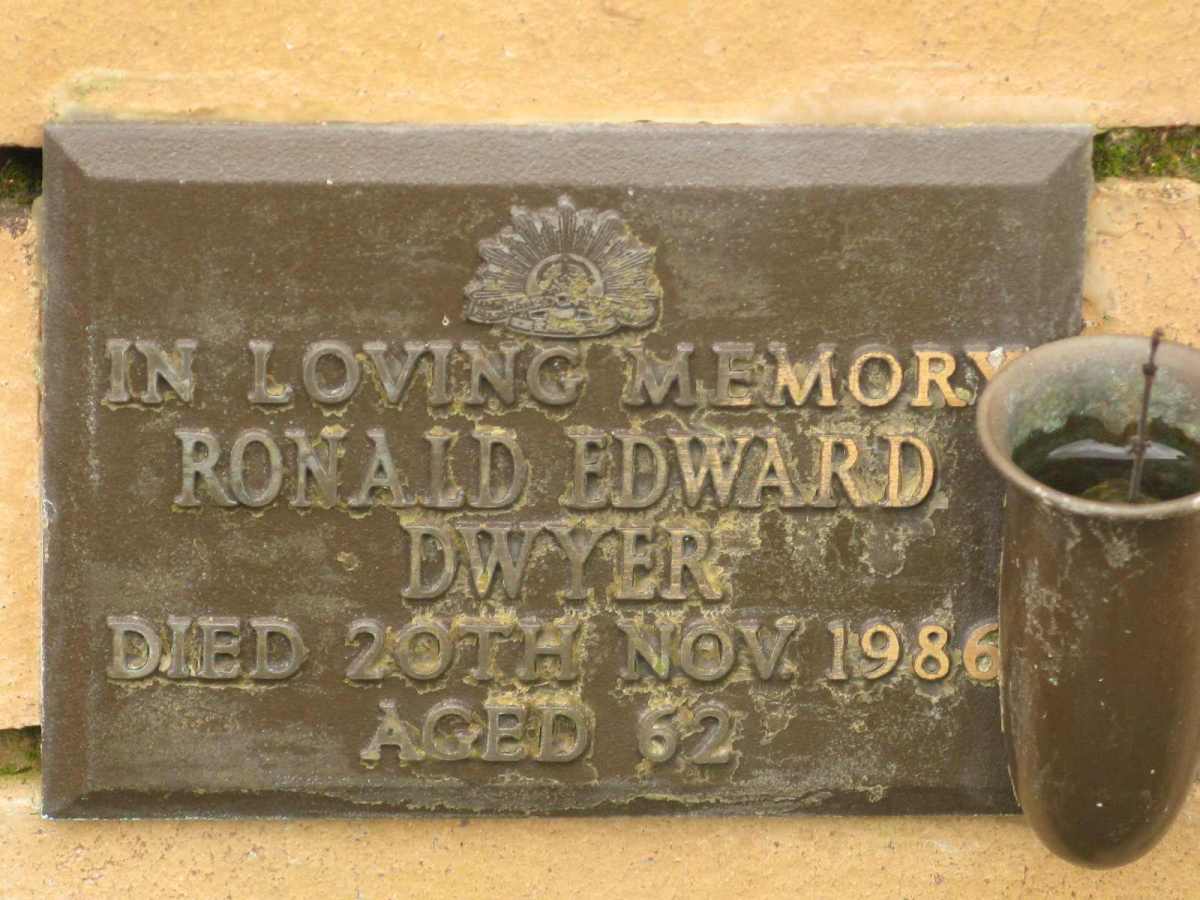 IN LOVING MEMORY
RONALD EDWARD
DWYER
DIED 20TH NOV. 1986
AGED 62